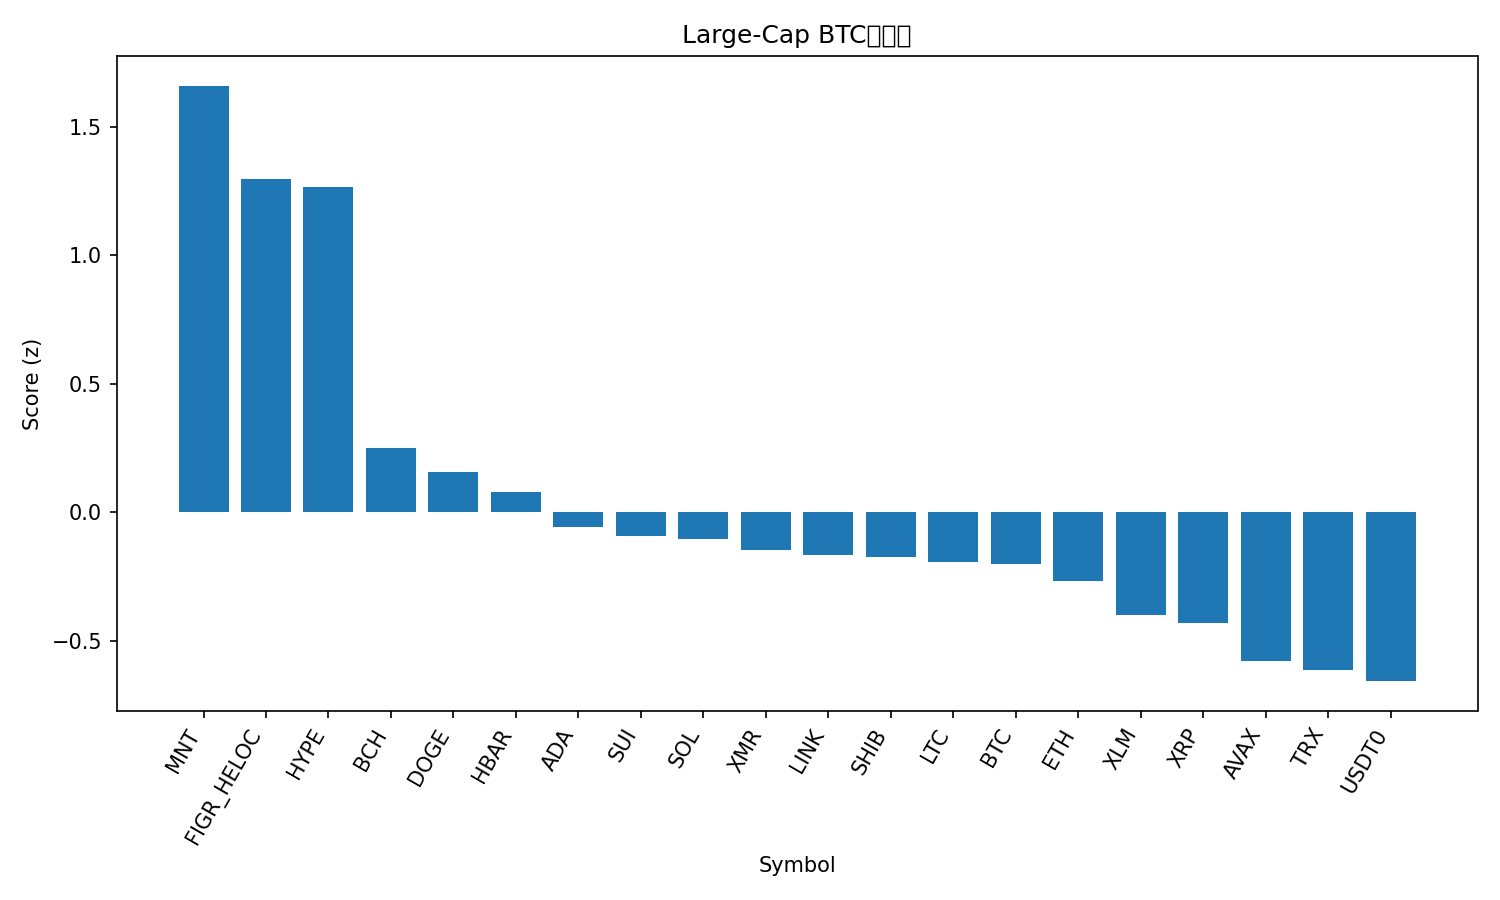 Large-Cap BTC
1.5
1.0
0.5
0.0
−0.5
Score (z)
MNT
FIGR_HELOC
HYPE
BCH
DOGE
HBAR
ADA
SUI
SOL
XMR
LINK
SHIB
LTC
BTC
ETH
XLM
XRP
AVAX
TRX
USDT0
Symbol